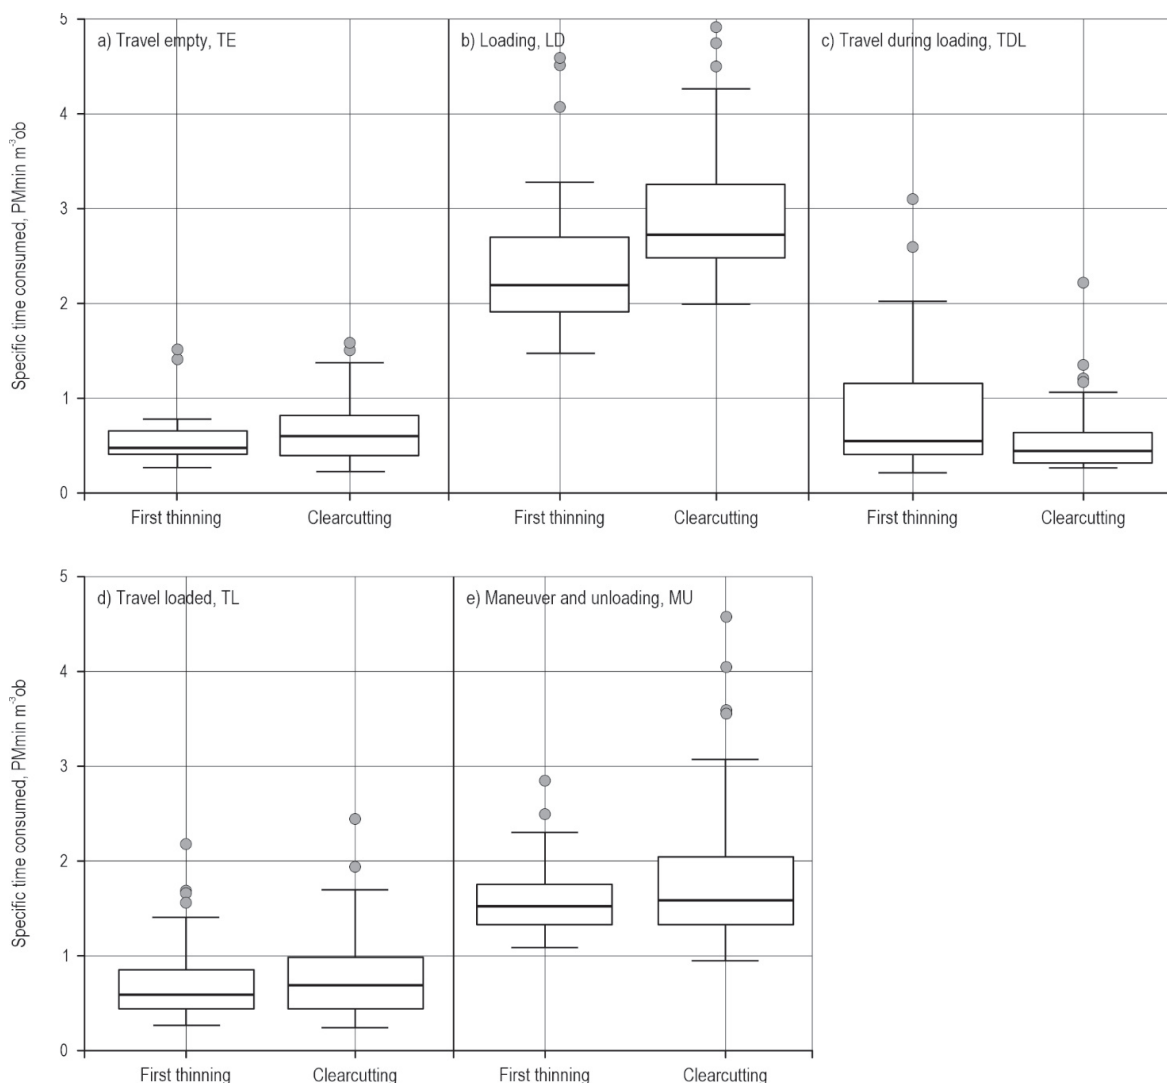 Specific time consumed, PMmin m⁻³ob
5
4
3
2
1
0
a) Travel empty, TE
b) Loading, LD
c) Travel during loading, TDL
First thinning
Clearcutting
First thinning
Clearcutting
First thinning
Clearcutting
Specific time consumed, PMmin m⁻³ob
5
4
3
2
1
0
d) Travel loaded, TL
e) Maneuver and unloading, MU
First thinning
Clearcutting
First thinning
Clearcutting